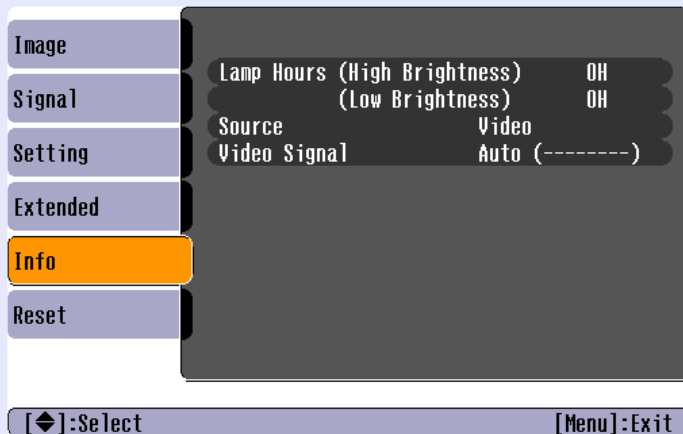 Image
Signal
Setting
Extended
Info
Reset
Lamp Hours (High Brightness) 0H
(Low Brightness) 0H
Source Video
Video Signal Auto (--------)
[◆]:Select [Menu]:Exit